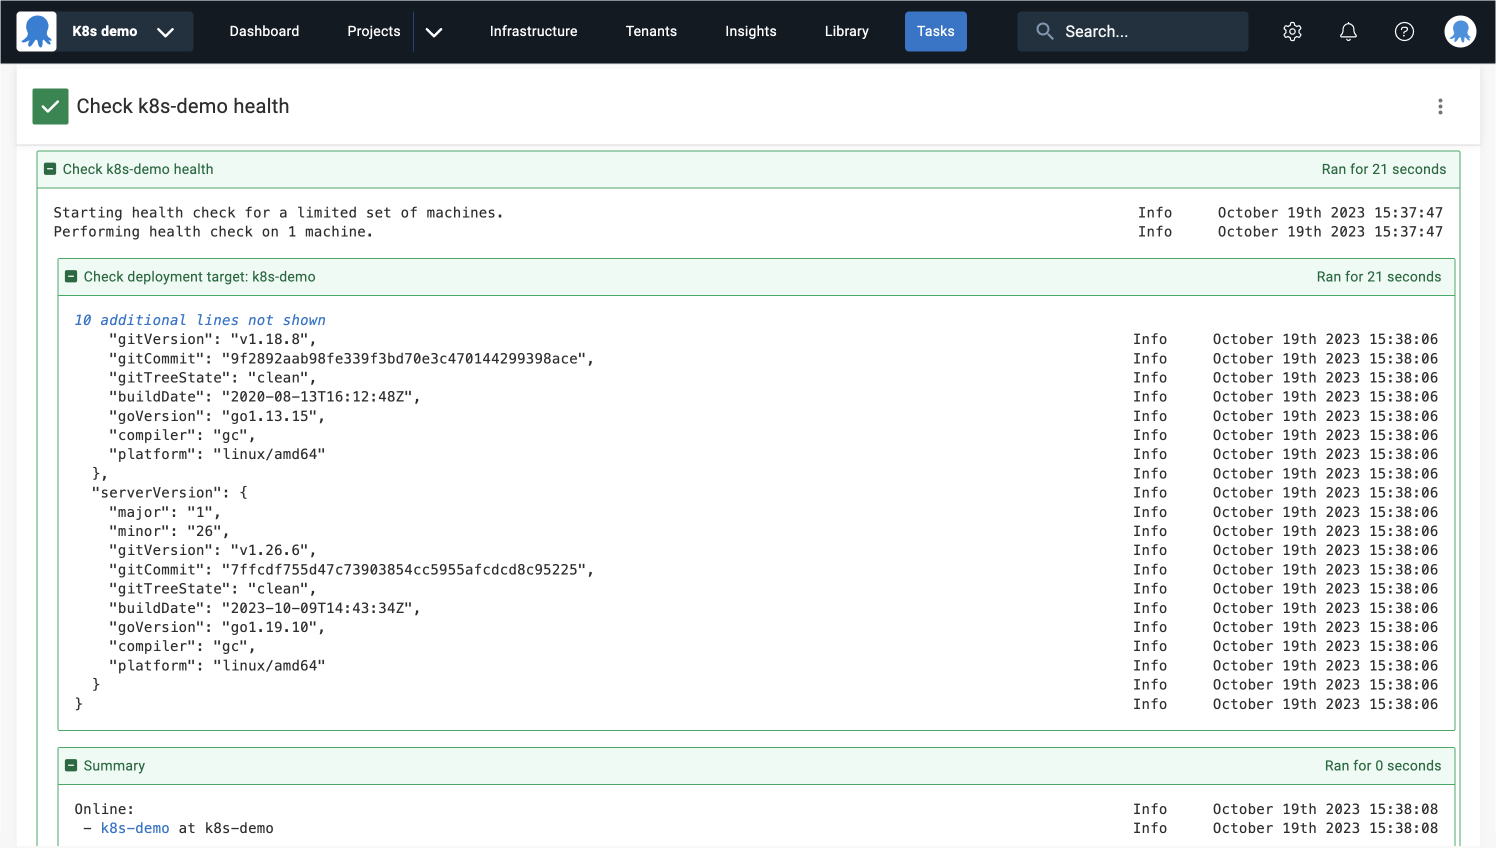 K8s demo Dashboard Projects Infrastructure Tenants Insights Library Tasks Search...
Check k8s-demo health
Check k8s-demo health Ran for 21 seconds
Starting health check for a limited set of machines. Info October 19th 2023 15:37:47
Performing health check on 1 machine. Info October 19th 2023 15:37:47
Check deployment target: k8s-demo Ran for 21 seconds
10 additional lines not shown
"gitVersion": "v1.18.8", Info October 19th 2023 15:38:06
"gitCommit": "9f2892aab98fe339f3bd70e3c470144299398ace", Info October 19th 2023 15:38:06
"gitTreeState": "clean", Info October 19th 2023 15:38:06
"buildDate": "2020-08-13T16:12:48Z", Info October 19th 2023 15:38:06
"goVersion": "go1.13.15", Info October 19th 2023 15:38:06
"compiler": "gc", Info October 19th 2023 15:38:06
"platform": "linux/amd64" Info October 19th 2023 15:38:06
}, Info October 19th 2023 15:38:06
"serverVersion": { Info October 19th 2023 15:38:06
"major": "1", Info October 19th 2023 15:38:06
"minor": "26", Info October 19th 2023 15:38:06
"gitVersion": "v1.26.6", Info October 19th 2023 15:38:06
"gitCommit": "7ffcdf755d47c73903854cc5955afcdcd8c95225", Info October 19th 2023 15:38:06
"gitTreeState": "clean", Info October 19th 2023 15:38:06
"buildDate": "2023-10-09T14:43:34Z", Info October 19th 2023 15:38:06
"goVersion": "go1.19.10", Info October 19th 2023 15:38:06
"compiler": "gc", Info October 19th 2023 15:38:06
"platform": "linux/amd64" Info October 19th 2023 15:38:06
} Info October 19th 2023 15:38:06
} Info October 19th 2023 15:38:06
Summary Ran for 0 seconds
Online: Info October 19th 2023 15:38:08
- k8s-demo at k8s-demo Info October 19th 2023 15:38:08